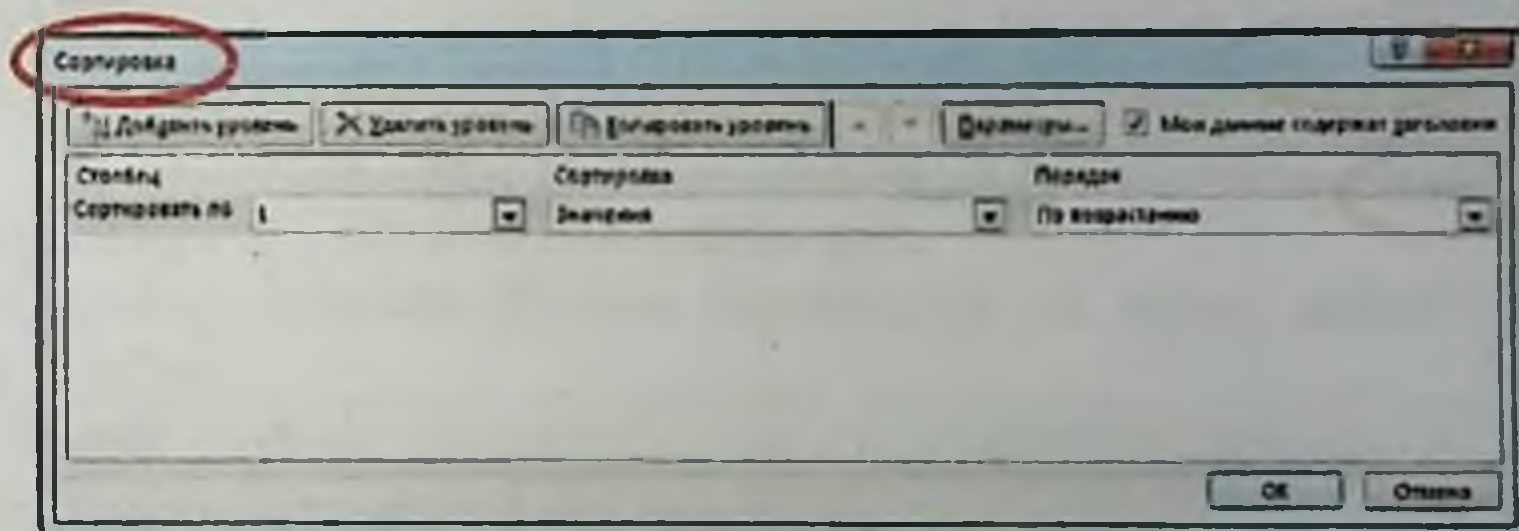 Сортировка
Добавить уровень Удалить уровень Копировать уровень Параметры... Мои данные содержат заголовки
Столбец Сортировка Порядок
Сортировать по 1 Значения По возрастанию
ОК Отмена